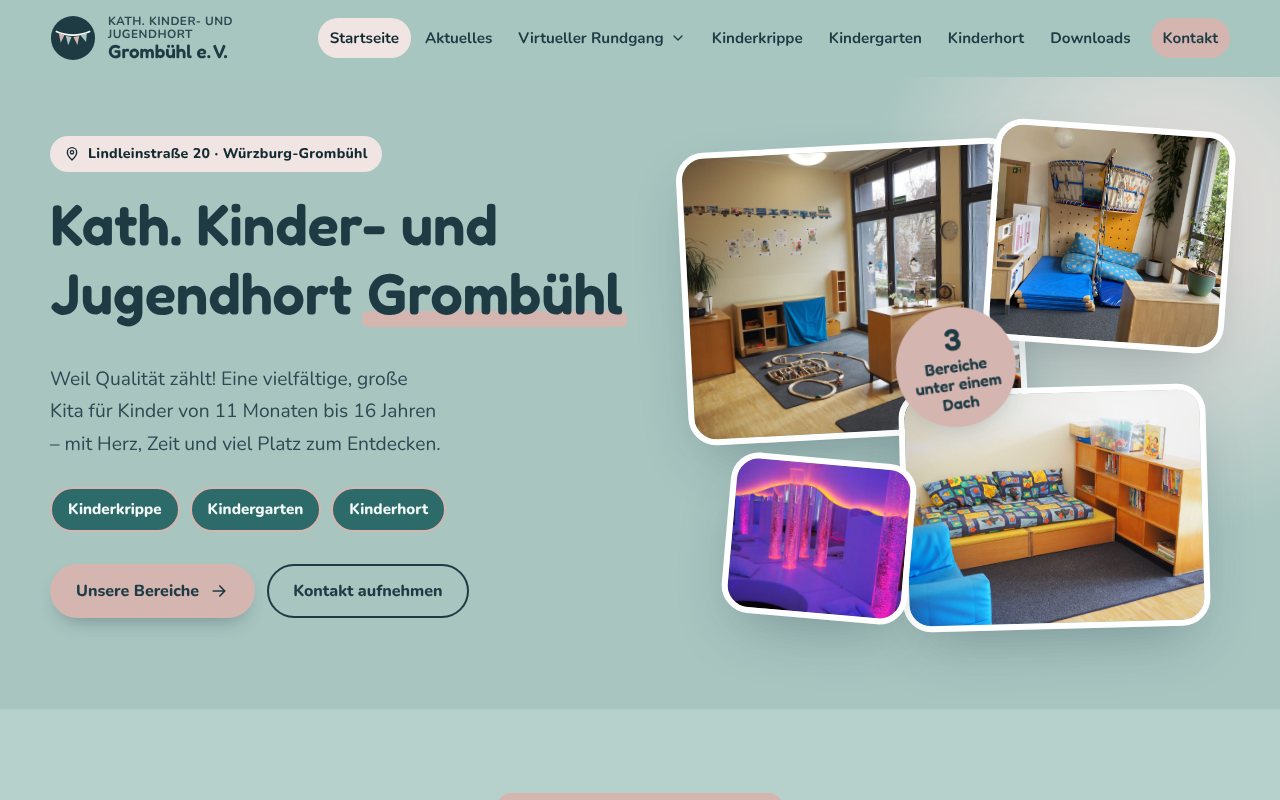 KATH. KINDER- UND
JUGENDHORT
Grombühl e. V.
Startseite
Aktuelles
Virtueller Rundgang
Kinderkrippe
Kindergarten
Kinderhort
Downloads
Kontakt
Lindleinstraße 20 · Würzburg-Grombühl
Kath. Kinder- und
Jugendhort Grombühl
Weil Qualität zählt! Eine vielfältige, große
Kita für Kinder von 11 Monaten bis 16 Jahren
– mit Herz, Zeit und viel Platz zum Entdecken.
Kinderkrippe
Kindergarten
Kinderhort
Unsere Bereiche
Kontakt aufnehmen
3
Bereiche
unter einem
Dach